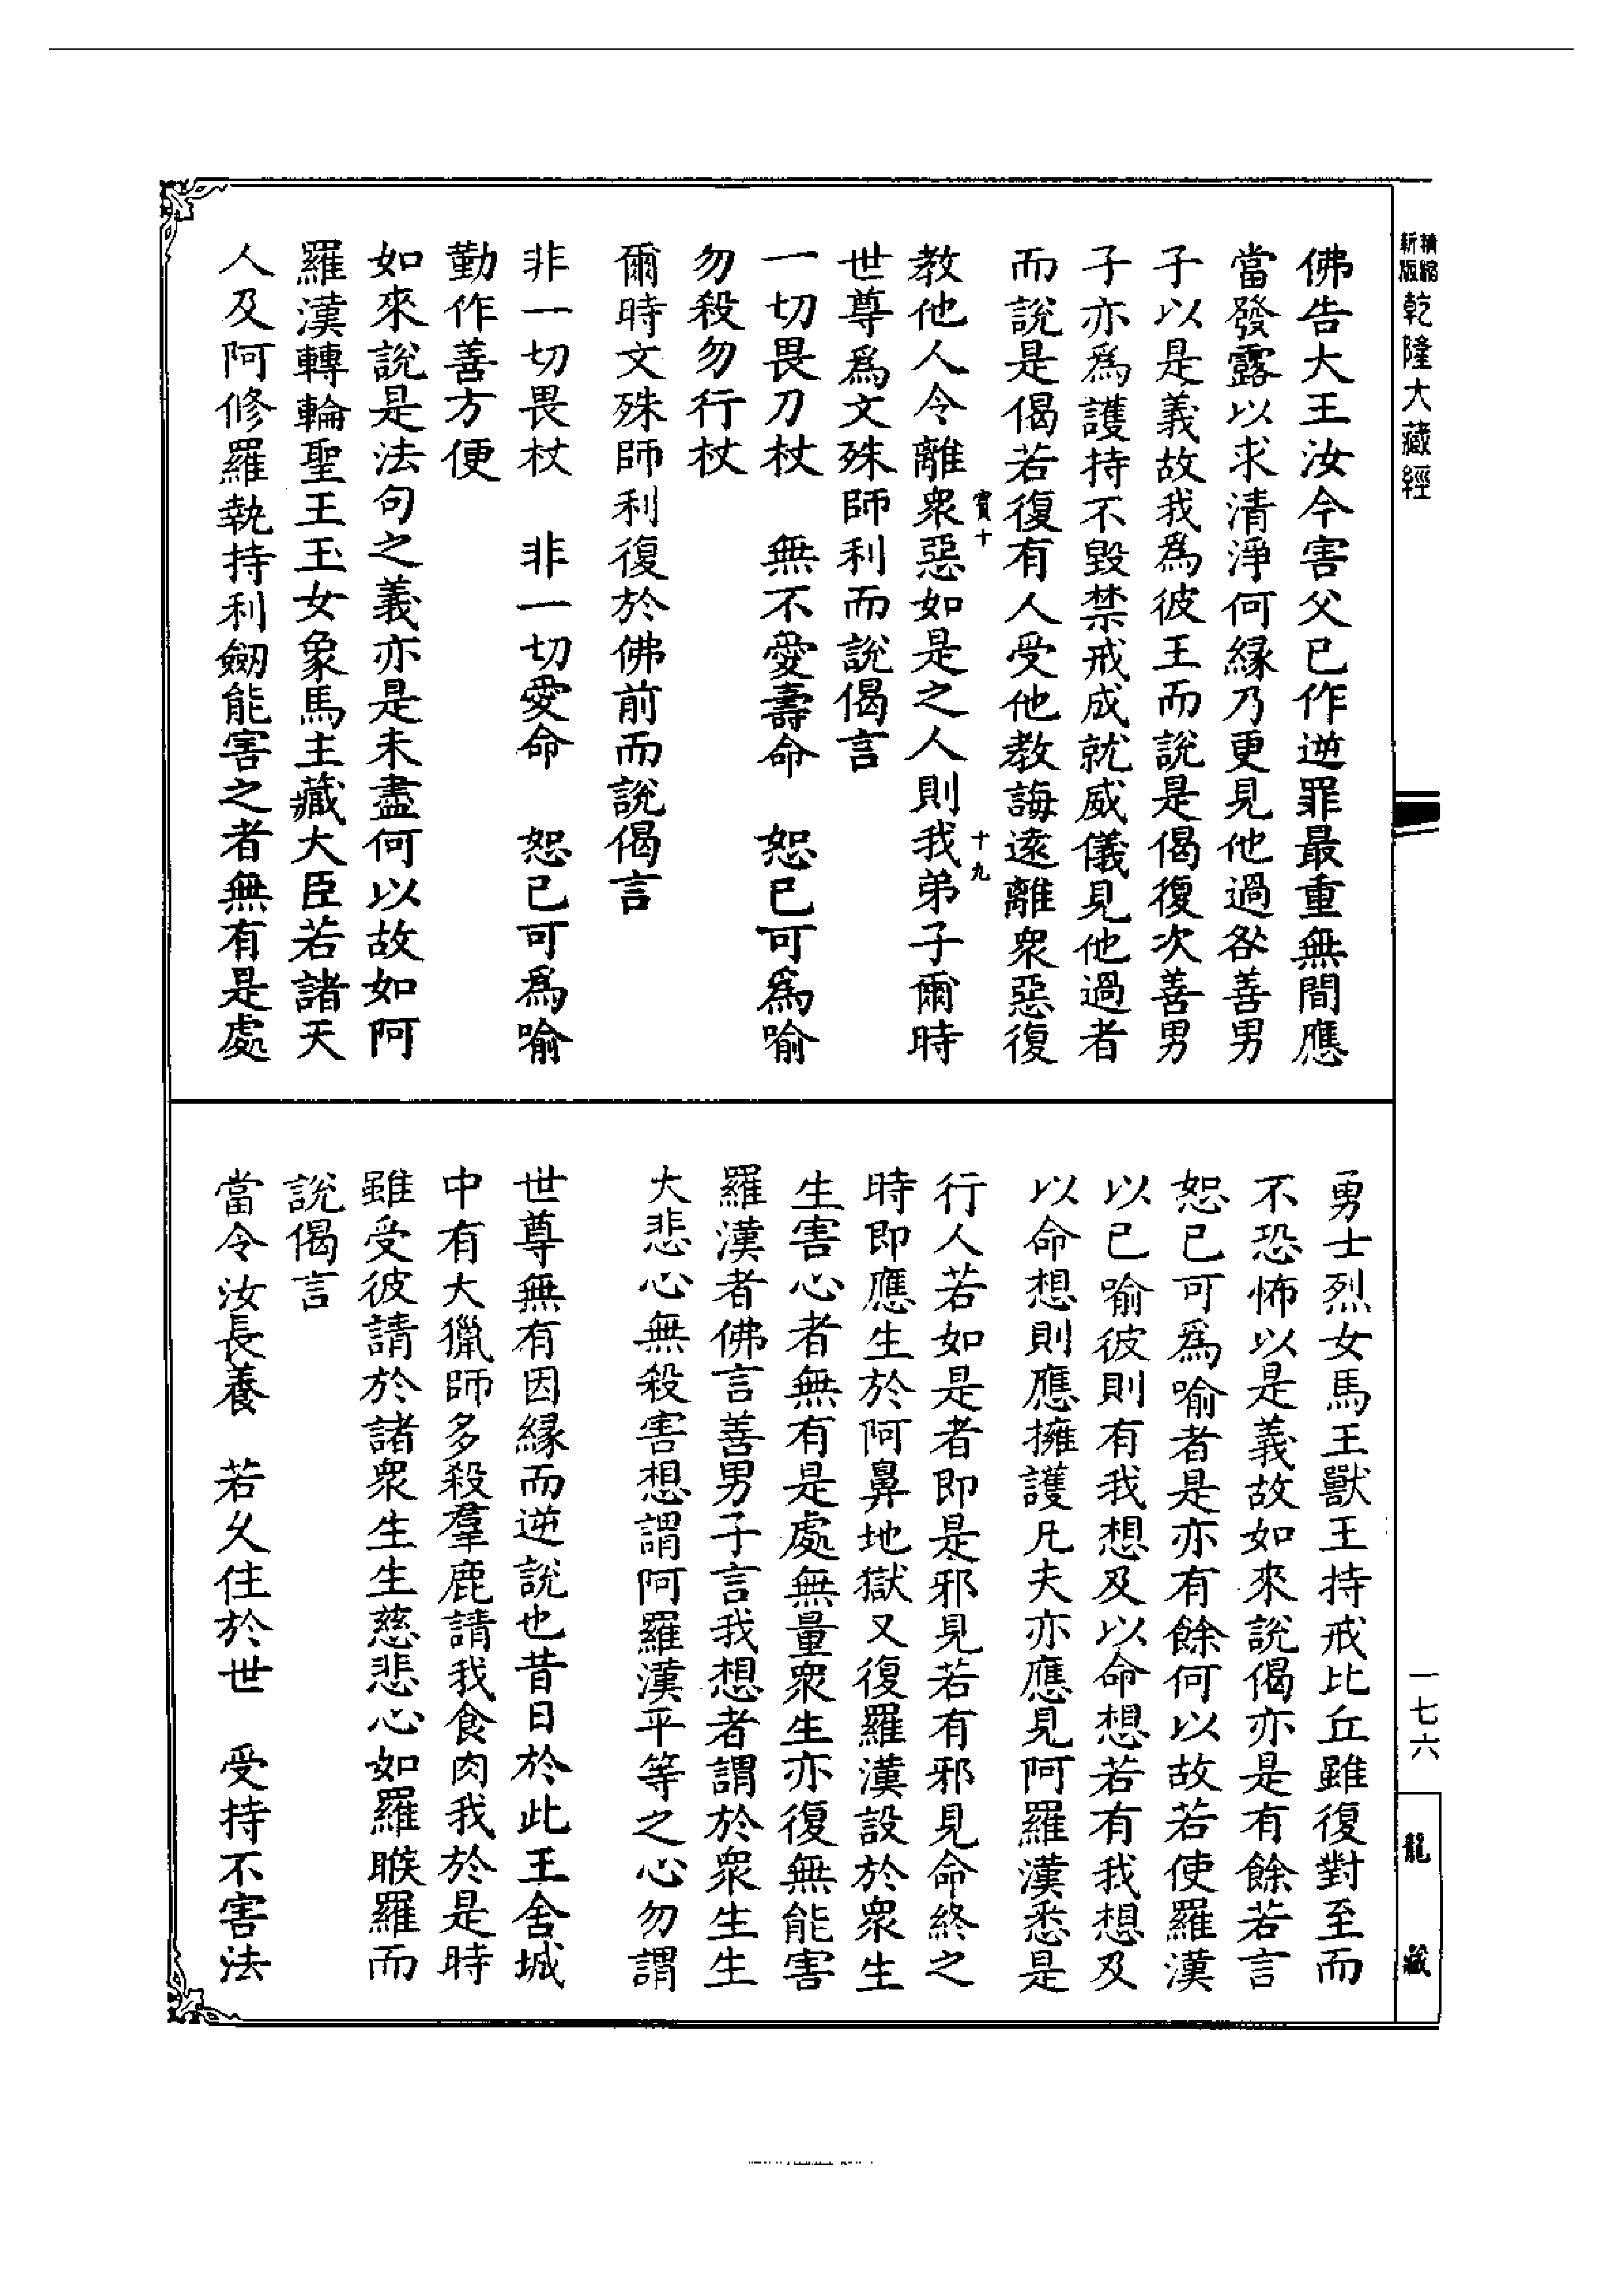 精縮新版乾隆大藏經
佛告大王汝今害父已作逆罪最重無間應
當發露以求清淨何緣乃更見他過咎善男
子以是義故我爲彼王而說是偈復次善男
子亦爲護持不毀禁戒成就威儀見他過者
而說是偈若復有人受他教誨遠離衆惡復
寶十
十九
教他人令離衆惡如是之人則我弟子爾時
世尊爲文殊師利而說偈言
一切畏刀杖　無不愛壽命　恕已可爲喻
勿殺勿行杖
爾時文殊師利復於佛前而說偈言
非一切畏杖　非一切愛命　恕已可爲喻
勤作善方便
如來說是法句之義亦是未盡何以故如阿
羅漢轉輪聖王玉女象馬主藏大臣若諸天
人及阿修羅執持利劒能害之者無有是處
勇士烈女馬王獸王持戒比丘雖復對至而
不恐怖以是義故如來說偈亦是有餘若言
恕已可爲喻者是亦有餘何以故若使羅漢
以已喻彼則有我想及以命想若有我想及
以命想則應擁護凡夫亦應見阿羅漢悉是
行人若如是者即是邪見若有邪見命終之
時即應生於阿鼻地獄又復羅漢設於衆生
生害心者無有是處無量衆生亦復無能害
羅漢者佛言善男子言我想者謂於衆生生
大悲心無殺害想謂阿羅漢平等之心勿謂
世尊無有因緣而逆說也昔日於此王舍城
中有大獵師多殺羣鹿請我食肉我於是時
雖受彼請於諸衆生生慈悲心如羅睺羅而
說偈言
當令汝長養　若久住於世　受持不害法
一七六
龍藏